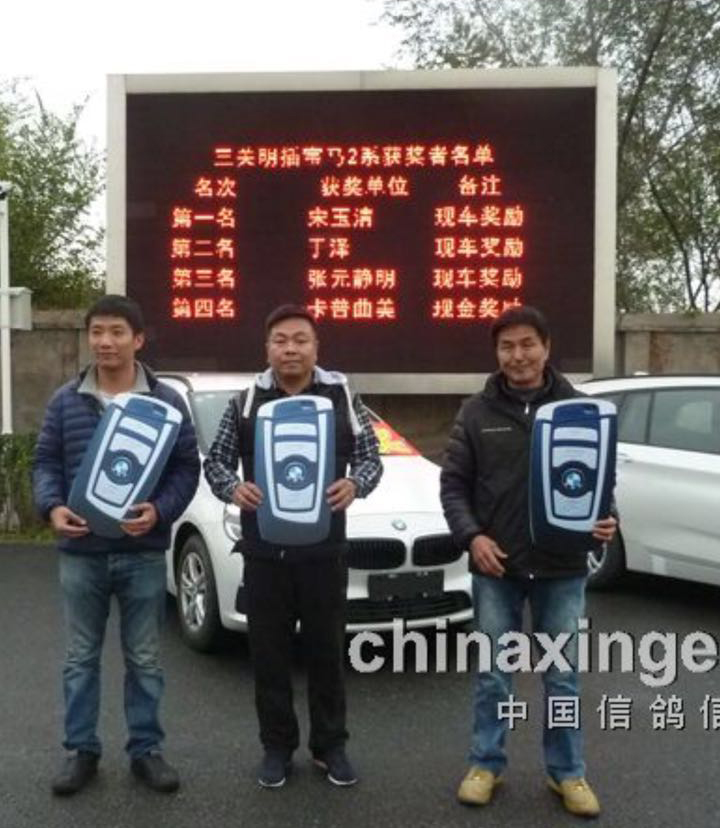 三关明插宝马2系获奖者名单
名次 获奖单位 备注
第一名 宋玉清 现车奖励
第二名 丁泽 现车奖励
第三名 张元静明 现车奖励
第四名 卡普曲美 现金奖励
chinaxinge
中国信鸽信